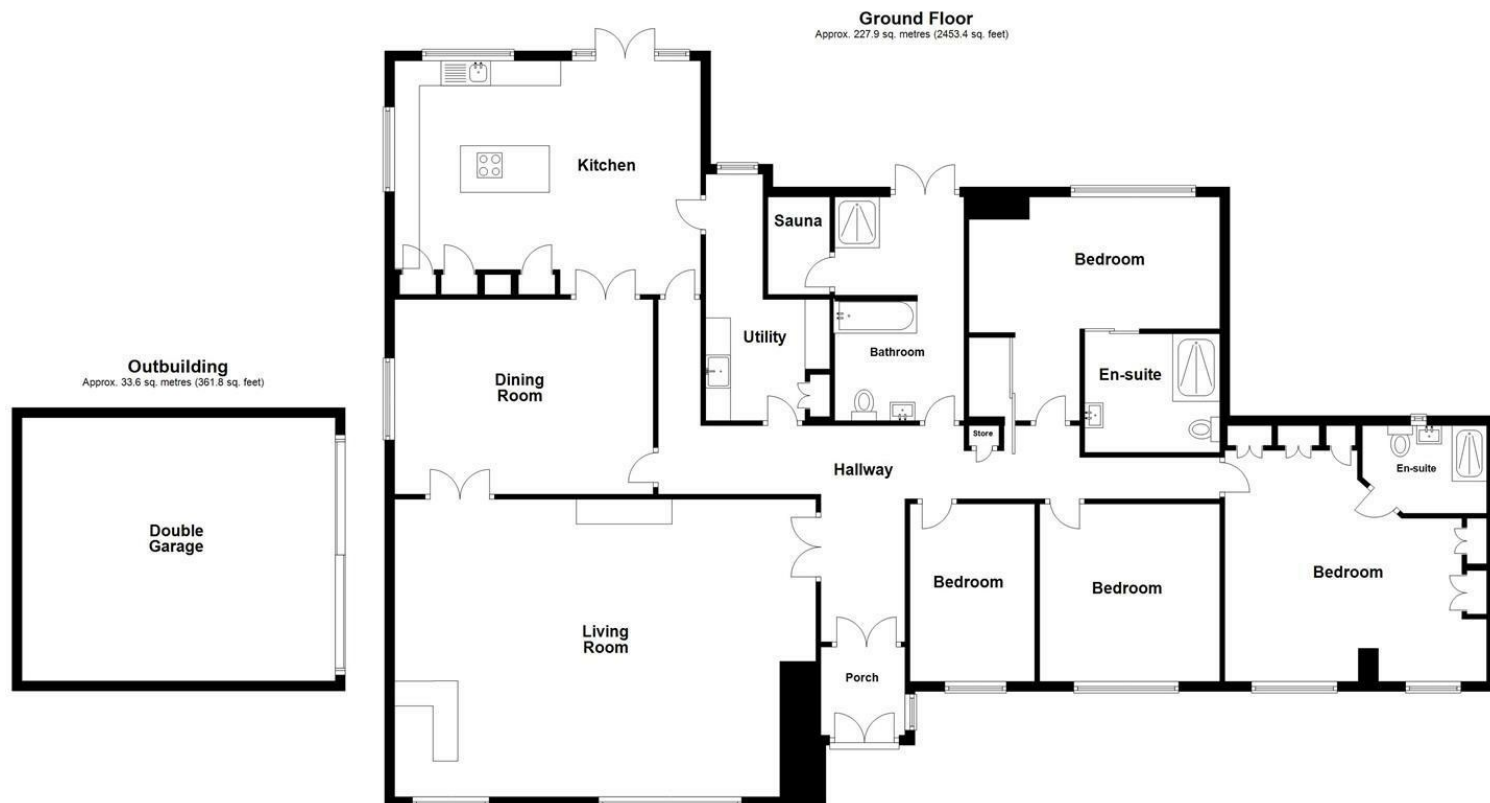 Ground Floor
Approx. 227.9 sq. metres (2453.4 sq. feet)
Kitchen
Sauna
Bedroom
Utility
Bathroom
En-suite
Outbuilding
Approx. 33.6 sq. metres (361.8 sq. feet)
Dining
Room
Store
Hallway
En-suite
Double
Garage
Bedroom
Bedroom
Bedroom
Living
Room
Porch